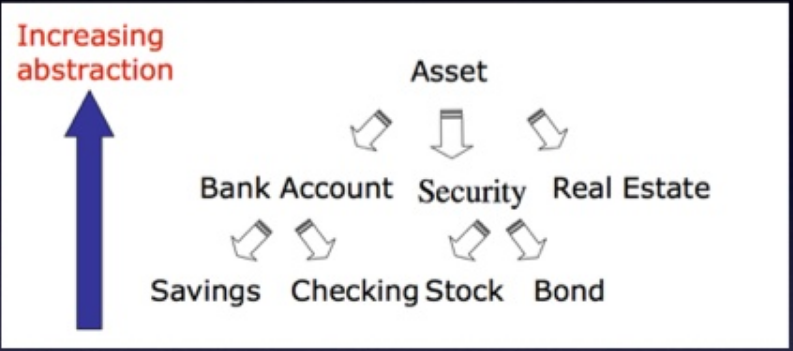 Increasing
abstraction
Asset
Bank Account Security Real Estate
Savings Checking Stock Bond